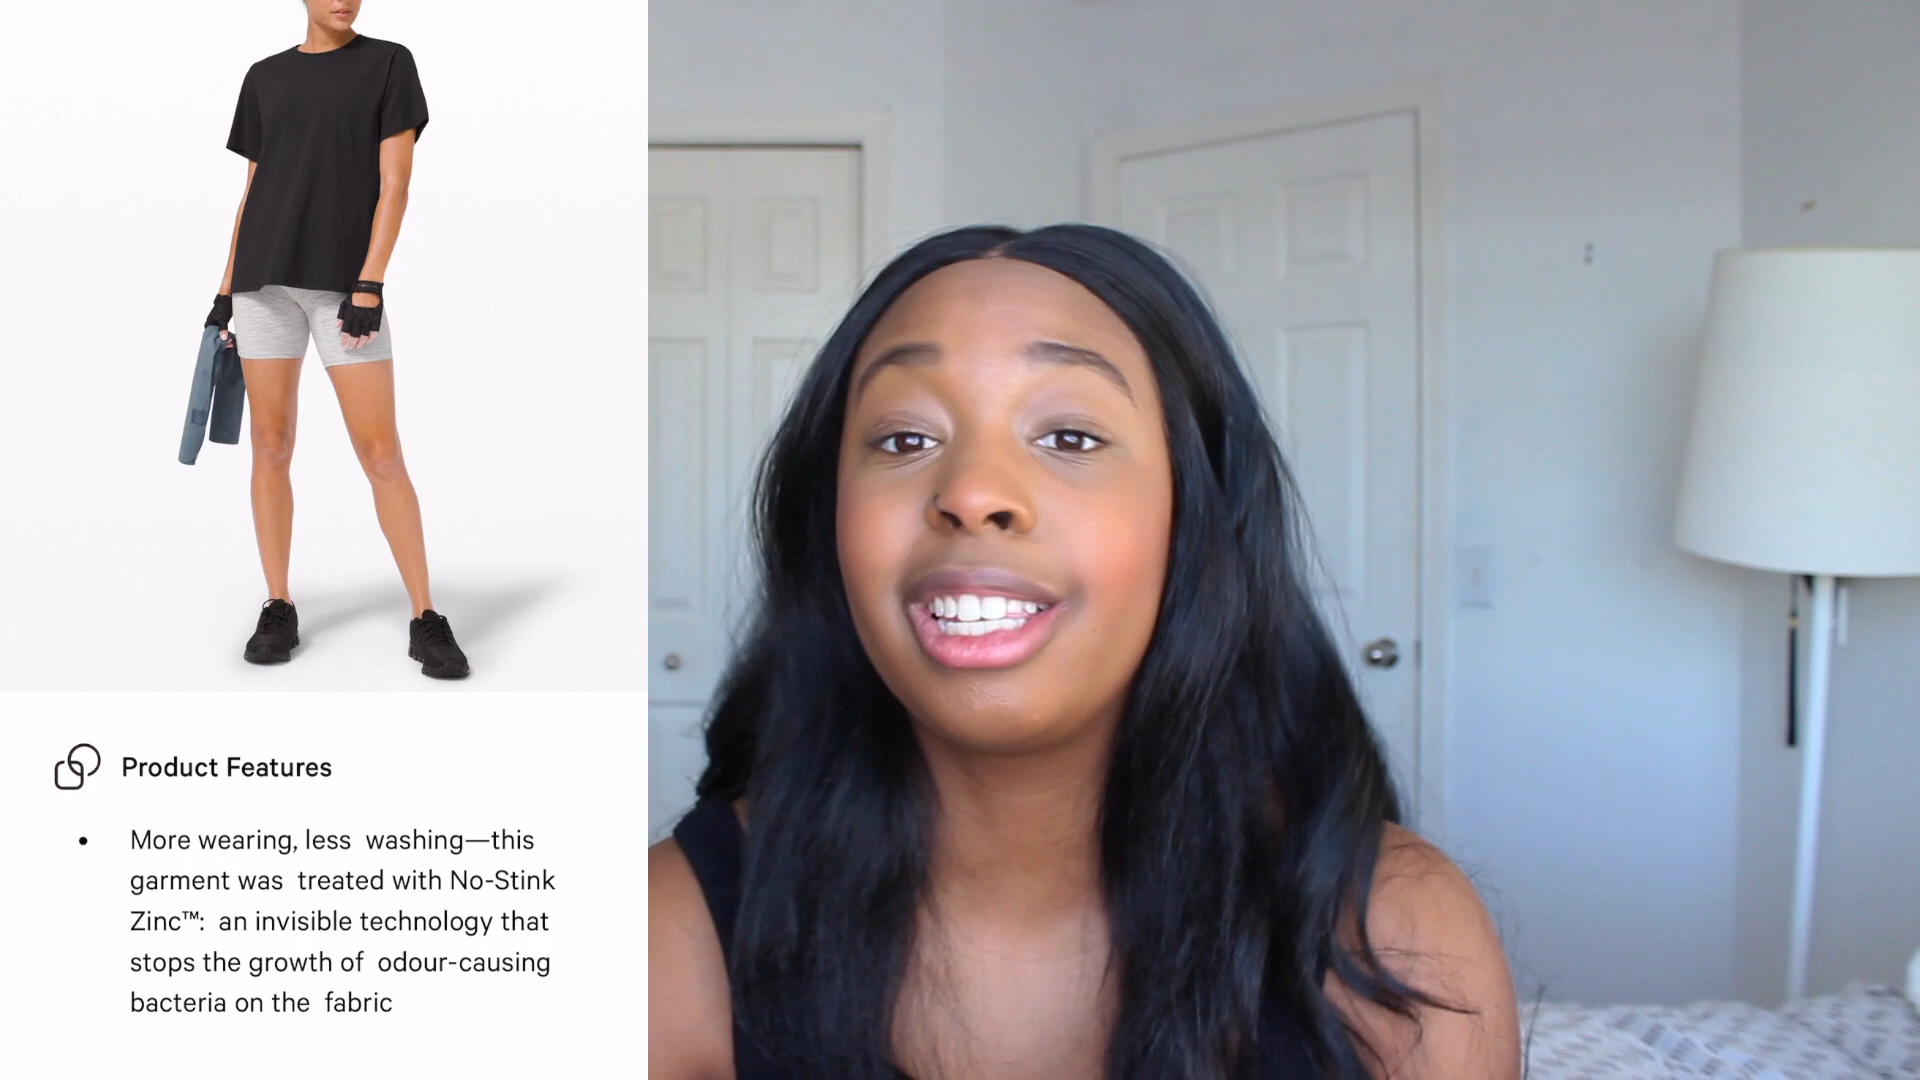 Product Features
• More wearing, less washing—this
garment was treated with No-Stink
Zinc™: an invisible technology that
stops the growth of odour-causing
bacteria on the fabric